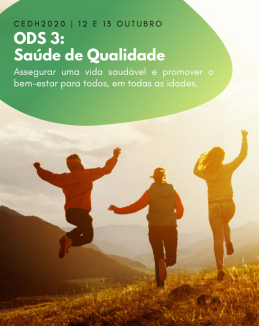 CEDH2020 | 12 E 13 OUTUBRO
ODS 3:
Saúde de Qualidade
Assegurar uma vida saudável e promover o
bem-estar para todos, em todas as idades.